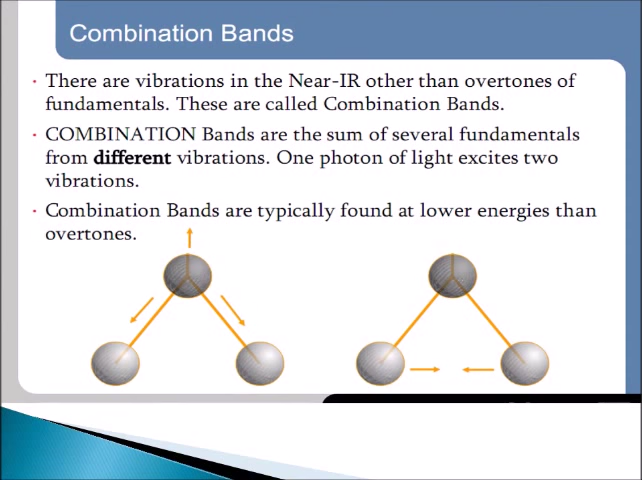 Combination Bands
· There are vibrations in the Near-IR other than overtones of
fundamentals. These are called Combination Bands.
· COMBINATION Bands are the sum of several fundamentals
from different vibrations. One photon of light excites two
vibrations.
· Combination Bands are typically found at lower energies than
overtones.